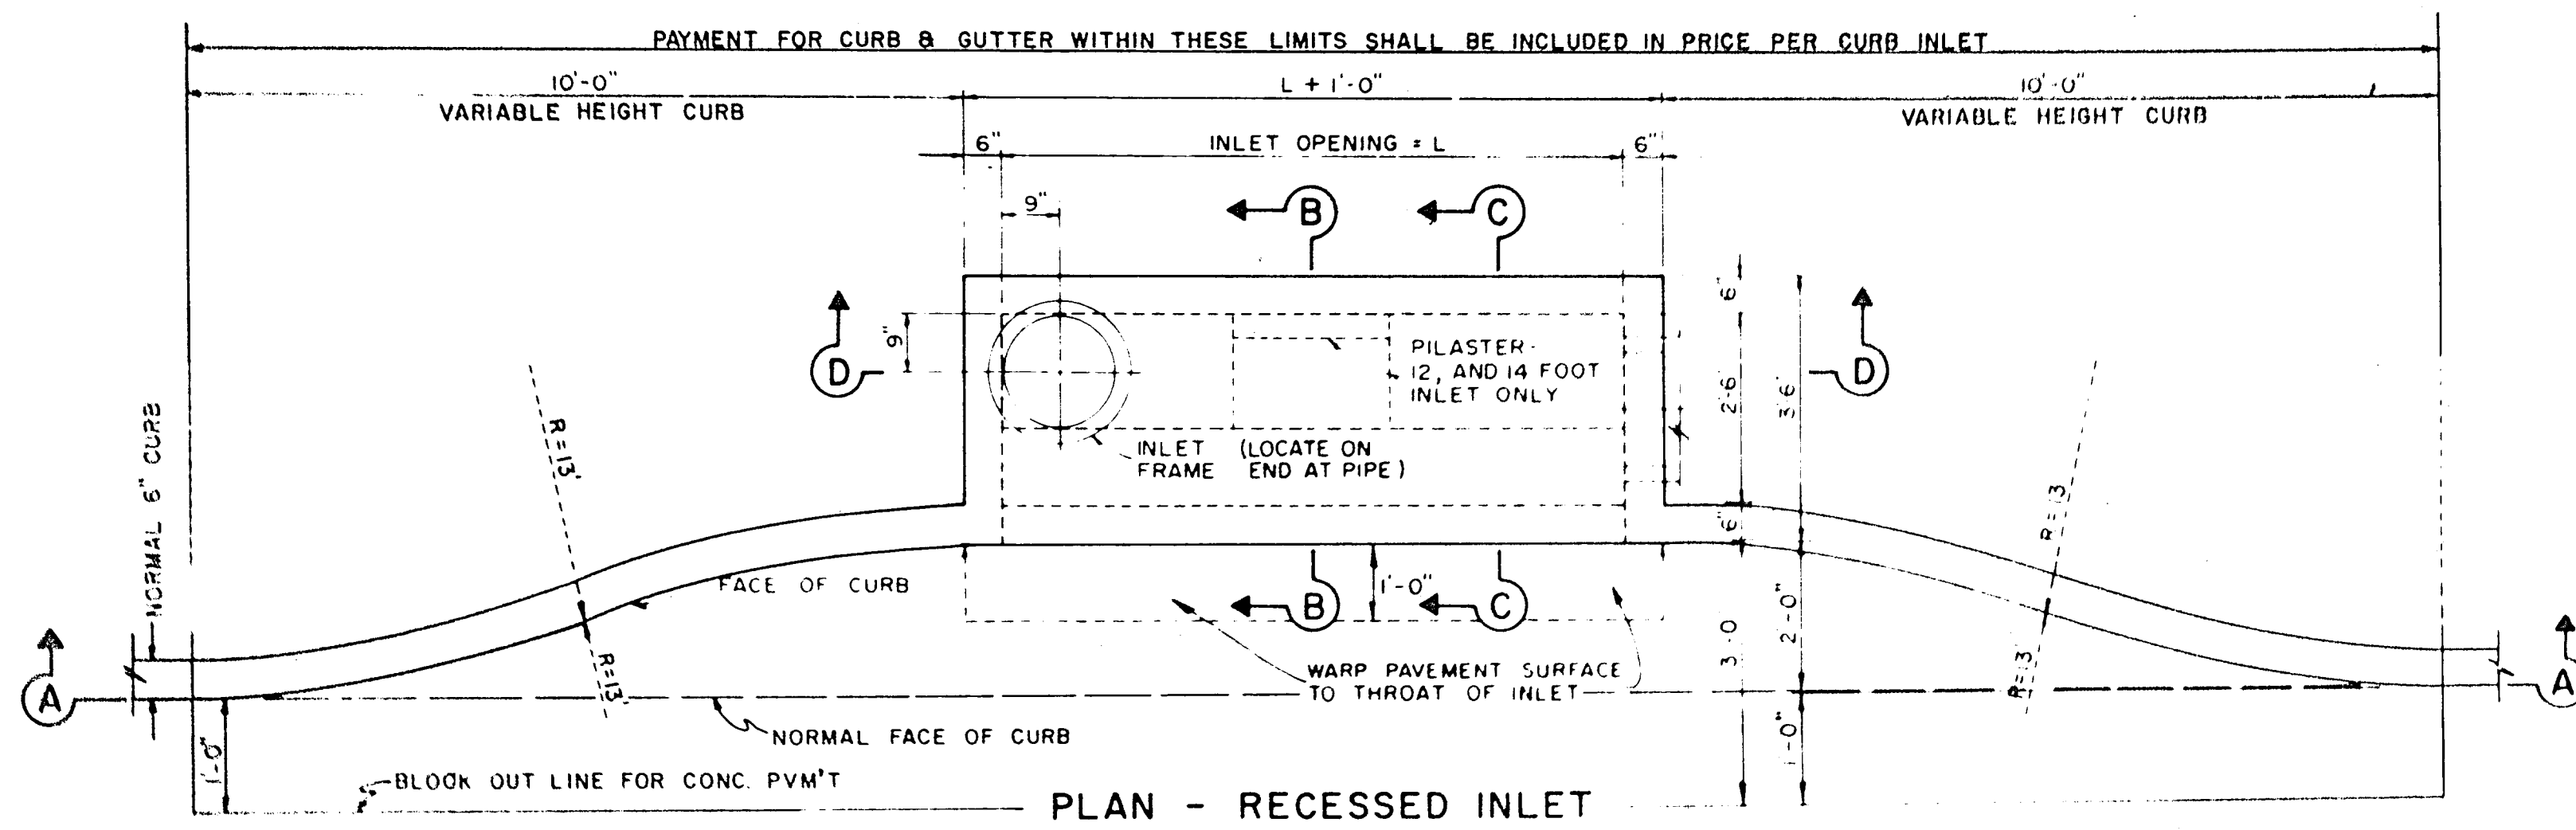 PAYMENT FOR CURB & GUTTER WITHIN THESE LIMITS SHALL BE INCLUDED IN PRICE PER CURB INLET
10'-0"
L + 1'-0"
10'-0"
VARIABLE HEIGHT CURB
VARIABLE HEIGHT CURB
6"
INLET OPENING = L
6"
9"
B
C
6"
D
9"
PILASTER-
12, AND 14 FOOT
INLET ONLY
2'-6"
3'-6"
D
NORMAL 6" CURB
R=13'
INLET (LOCATE ON
FRAME END AT PIPE)
R=13
6"
FACE OF CURB
1'-0"
B
C
2'-0"
3'-0
R=13'
R=13
WARP PAVEMENT SURFACE
TO THROAT OF INLET
A
A
NORMAL FACE OF CURB
1'-0"
1'-0"
BLOCK OUT LINE FOR CONC. PVM'T
PLAN - RECESSED INLET